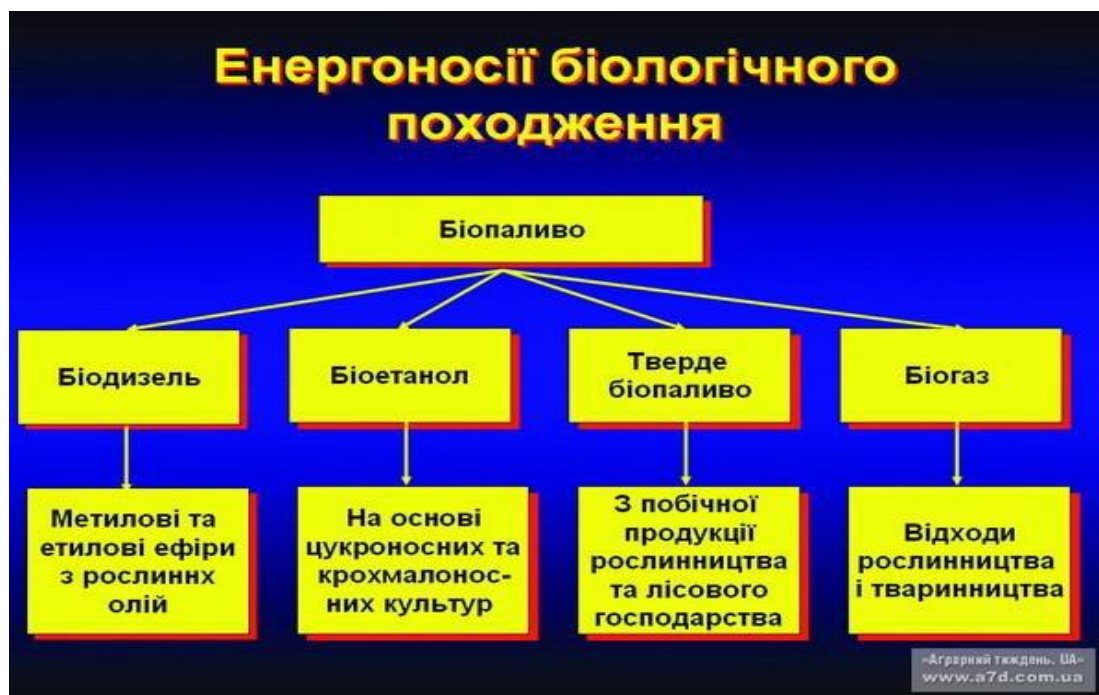 Енергоносії біологічного
походження
Біопаливо
Біодизель
Біоетанол
Тверде
біопаливо
Біогаз
Метилові та
етилові ефіри
з рослиннх
олій
На основі
цукроносних та
крохмалонос-
них культур
З побічної
продукції
рослинництва
та лісового
господарства
Відходи
рослинництва
і тваринництва
«Аграрний тиждень. UA»
www.a7d.com.ua